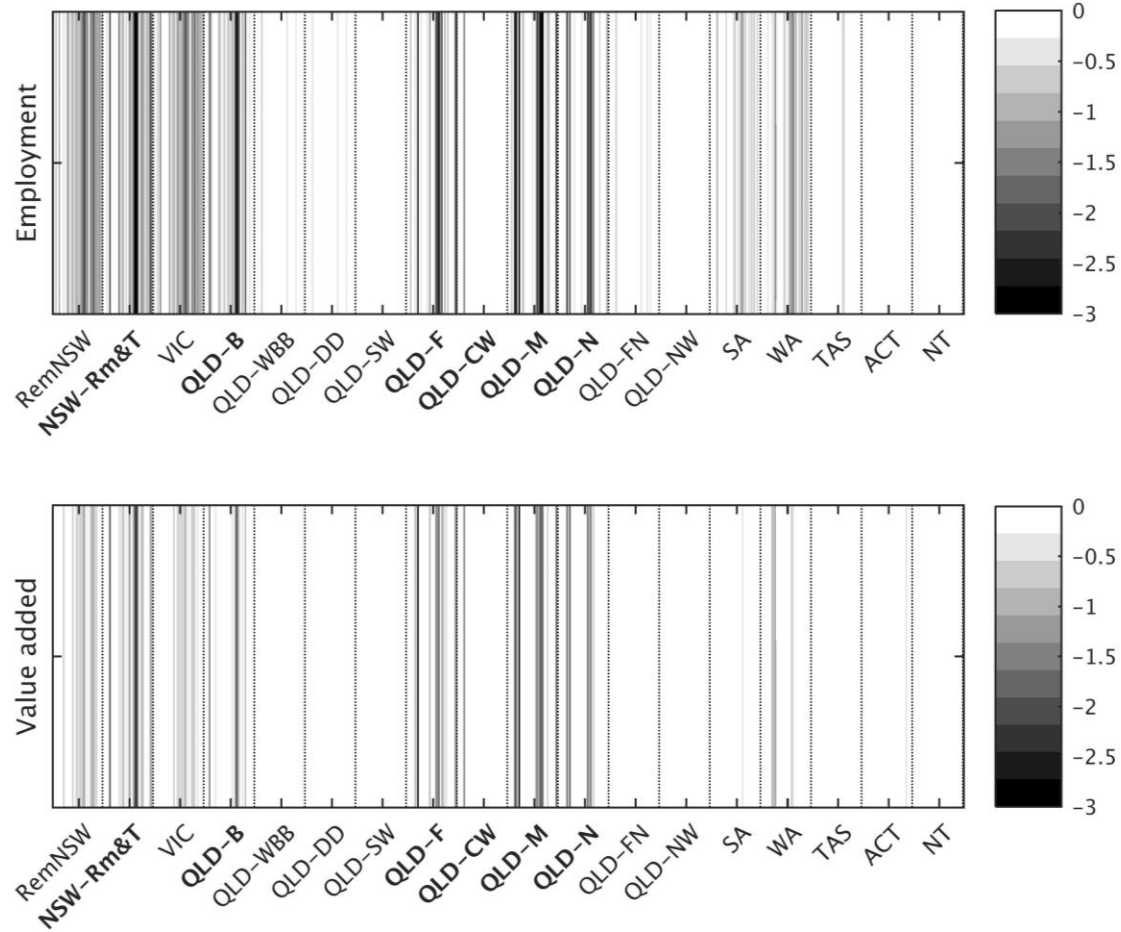 Employment
0
−0.5
−1
−1.5
−2
−2.5
−3
RemNSW
NSW−Rm&T
VIC
QLD−B
QLD−WBB
QLD−DD
QLD−SW
QLD−F
QLD−CW
QLD−M
QLD−N
QLD−FN
QLD−NW
SA
WA
TAS
ACT
NT
Value added
0
−0.5
−1
−1.5
−2
−2.5
−3
RemNSW
NSW−Rm&T
VIC
QLD−B
QLD−WBB
QLD−DD
QLD−SW
QLD−F
QLD−CW
QLD−M
QLD−N
QLD−FN
QLD−NW
SA
WA
TAS
ACT
NT